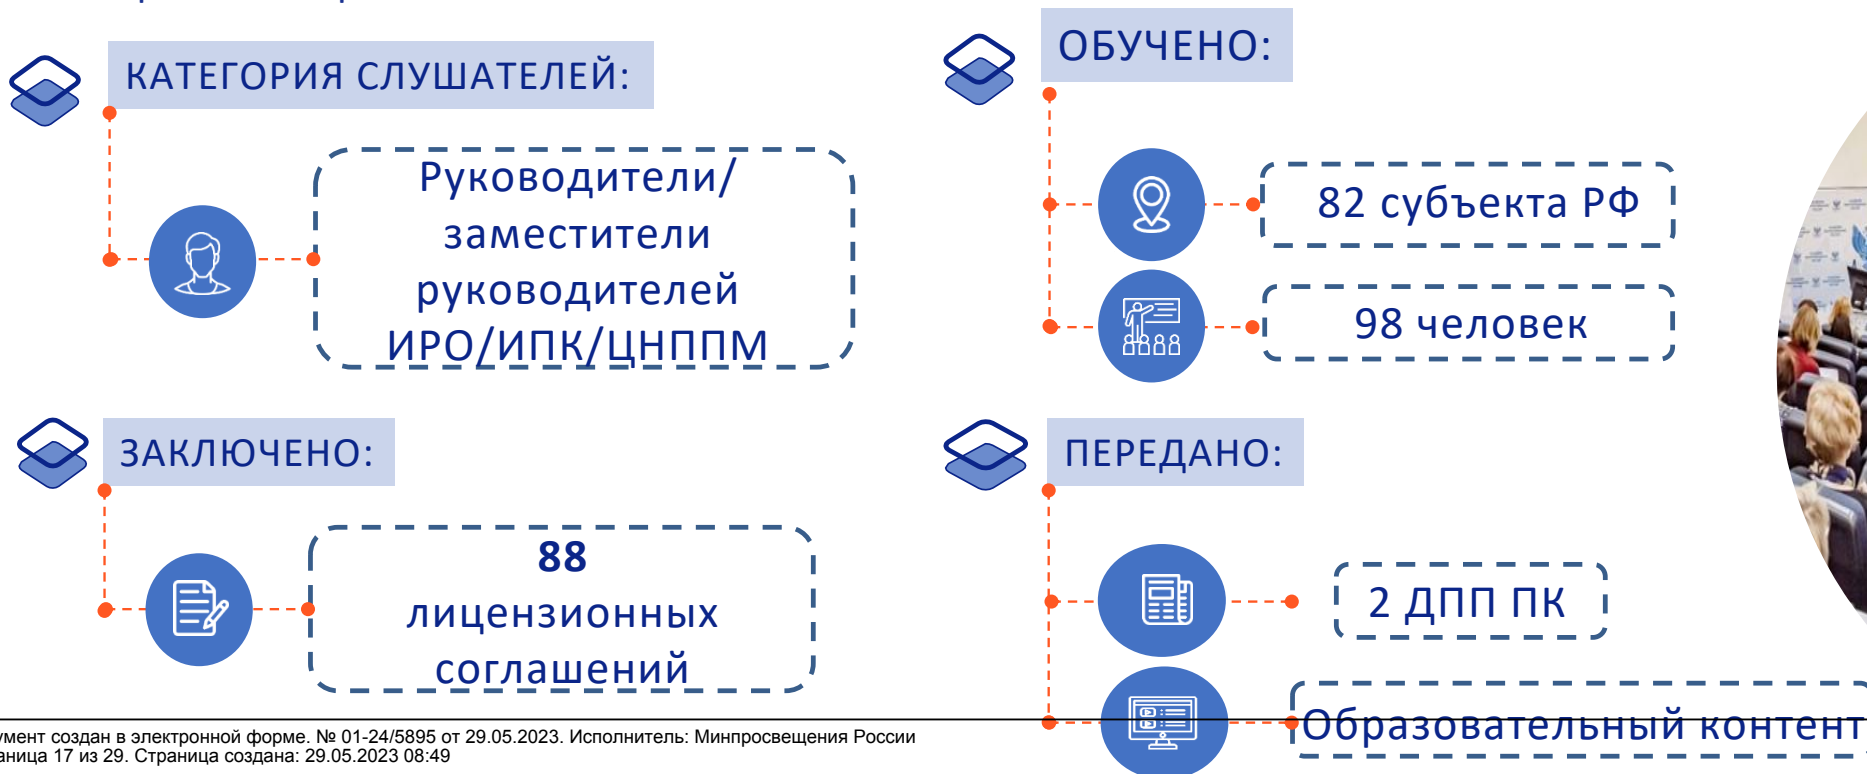 КАТЕГОРИЯ СЛУШАТЕЛЕЙ:
Руководители/
заместители
руководителей
ИРО/ИПК/ЦНППМ
ОБУЧЕНО:
82 субъекта РФ
98 человек
ЗАКЛЮЧЕНО:
88
лицензионных
соглашений
ПЕРЕДАНО:
2 ДПП ПК
Образовательный контент
умент создан в электронной форме. № 01-24/5895 от 29.05.2023. Исполнитель: Минпросвещения России
аница 17 из 29. Страница создана: 29.05.2023 08:49